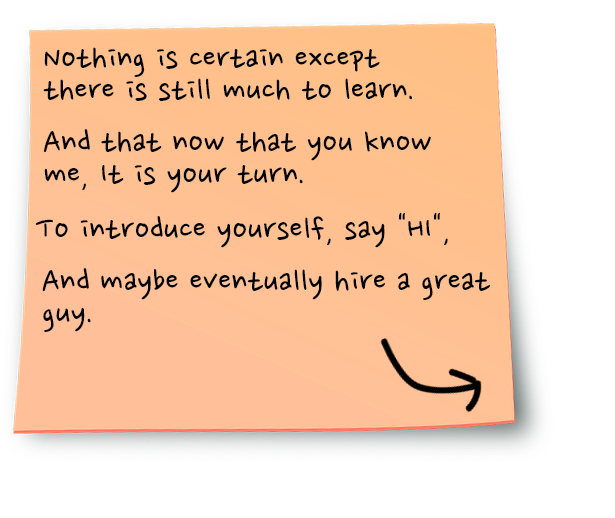 Nothing is certain except
there is still much to learn.
And that now that you know
me, It is your turn.
To introduce yourself, say "HI",
And maybe eventually hire a great
guy.